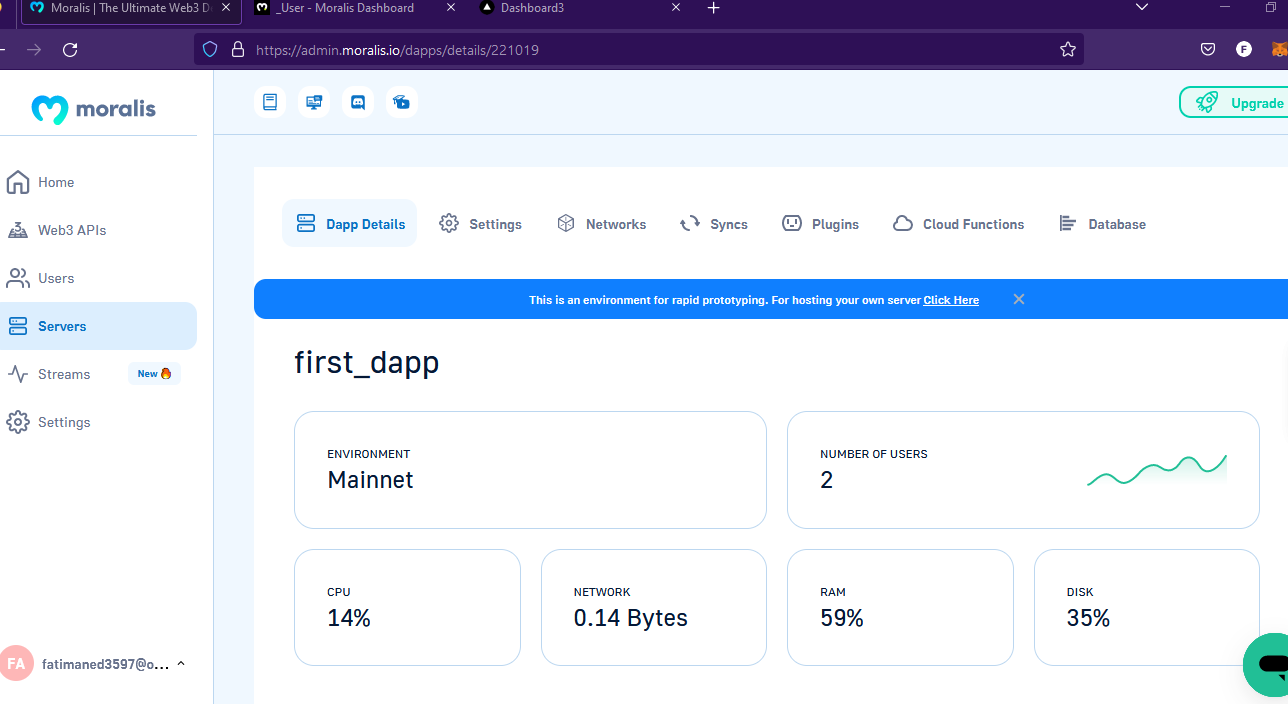 Moralis | The Ultimate Web3 D
_User - Moralis Dashboard
Dashboard3
https://admin.moralis.io/dapps/details/221019
F
moralis
Upgrade
Home
Web3 APIs
Users
Servers
Streams
New
Settings
Dapp Details
Settings
Networks
Syncs
Plugins
Cloud Functions
Database
This is an environment for rapid prototyping. For hosting your own server Click Here
first_dapp
ENVIRONMENT
Mainnet
NUMBER OF USERS
2
CPU
14%
NETWORK
0.14 Bytes
RAM
59%
DISK
35%
FA
fatimaned3597@o...